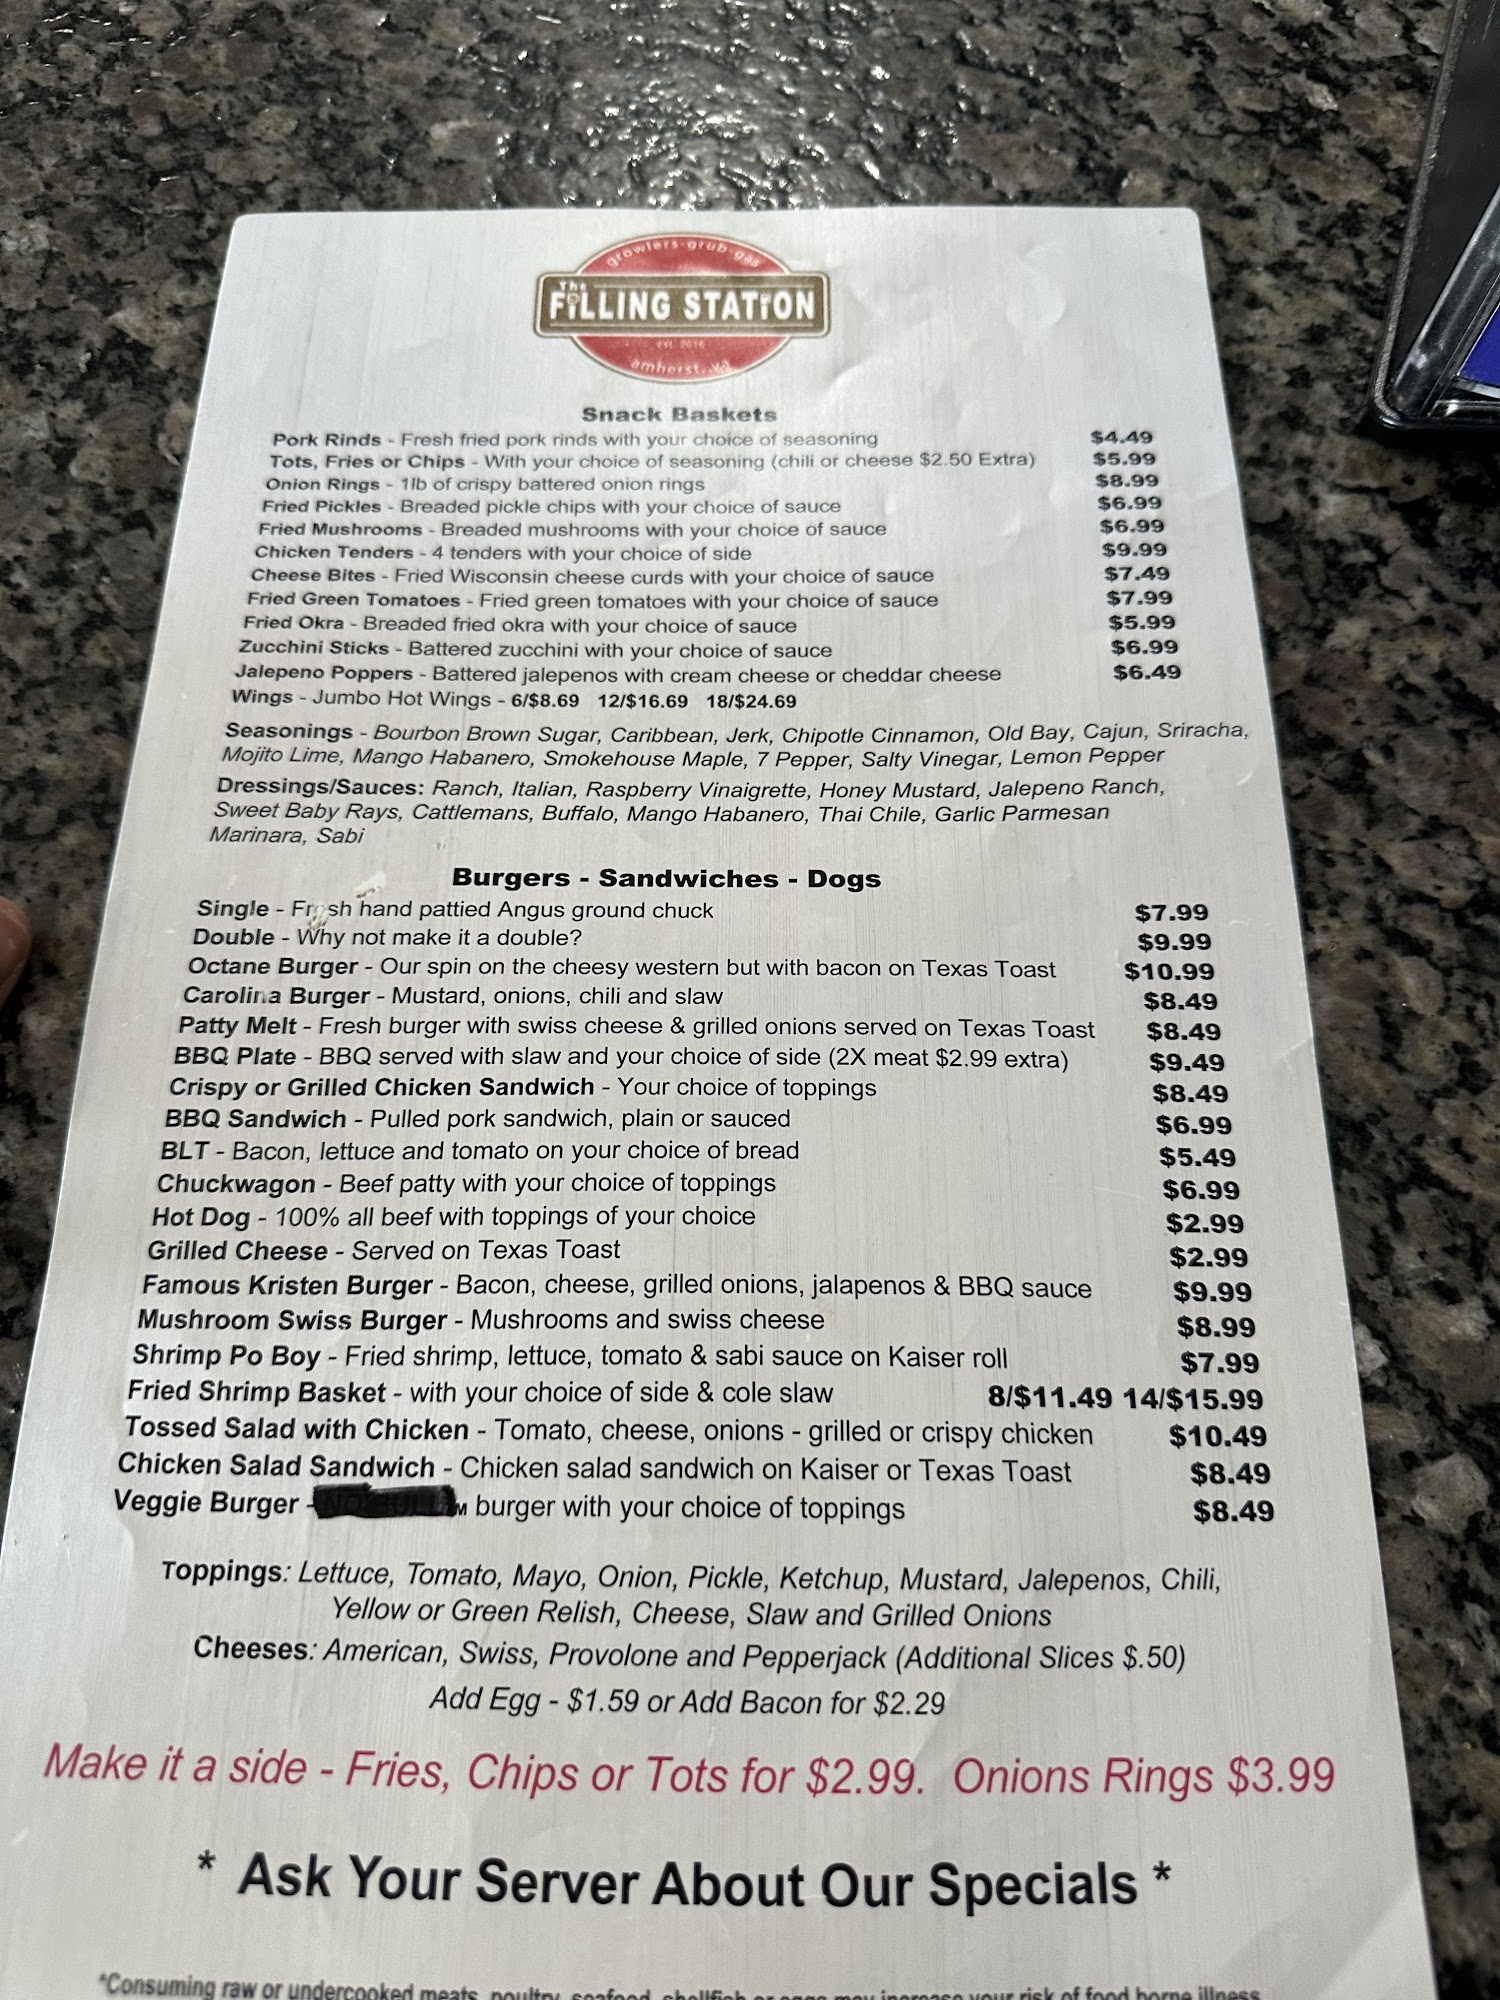 growlers-grub-gas
The
FiLLING STATiON
est. 2016
amherst, va
Snack Baskets
Pork Rinds - Fresh fried pork rinds with your choice of seasoning $4.49
Tots, Fries or Chips - With your choice of seasoning (chili or cheese $2.50 Extra) $5.99
Onion Rings - 1lb of crispy battered onion rings $8.99
Fried Pickles - Breaded pickle chips with your choice of sauce $6.99
Fried Mushrooms - Breaded mushrooms with your choice of sauce $6.99
Chicken Tenders - 4 tenders with your choice of side $9.99
Cheese Bites - Fried Wisconsin cheese curds with your choice of sauce $7.49
Fried Green Tomatoes - Fried green tomatoes with your choice of sauce $7.99
Fried Okra - Breaded fried okra with your choice of sauce $5.99
Zucchini Sticks - Battered zucchini with your choice of sauce $6.99
Jalepeno Poppers - Battered jalepenos with cream cheese or cheddar cheese $6.49
Wings - Jumbo Hot Wings - 6/$8.69 12/$16.69 18/$24.69
Seasonings - Bourbon Brown Sugar, Caribbean, Jerk, Chipotle Cinnamon, Old Bay, Cajun, Sriracha,
Mojito Lime, Mango Habanero, Smokehouse Maple, 7 Pepper, Salty Vinegar, Lemon Pepper
Dressings/Sauces: Ranch, Italian, Raspberry Vinaigrette, Honey Mustard, Jalepeno Ranch,
Sweet Baby Rays, Cattlemans, Buffalo, Mango Habanero, Thai Chile, Garlic Parmesan
Marinara, Sabi
Burgers - Sandwiches - Dogs
Single - Fresh hand pattied Angus ground chuck $7.99
Double - Why not make it a double? $9.99
Octane Burger - Our spin on the cheesy western but with bacon on Texas Toast $10.99
Carolina Burger - Mustard, onions, chili and slaw $8.49
Patty Melt - Fresh burger with swiss cheese & grilled onions served on Texas Toast $8.49
BBQ Plate - BBQ served with slaw and your choice of side (2X meat $2.99 extra) $9.49
Crispy or Grilled Chicken Sandwich - Your choice of toppings $8.49
BBQ Sandwich - Pulled pork sandwich, plain or sauced $6.99
BLT - Bacon, lettuce and tomato on your choice of bread $5.49
Chuckwagon - Beef patty with your choice of toppings $6.99
Hot Dog - 100% all beef with toppings of your choice $2.99
Grilled Cheese - Served on Texas Toast $2.99
Famous Kristen Burger - Bacon, cheese, grilled onions, jalapenos & BBQ sauce $9.99
Mushroom Swiss Burger - Mushrooms and swiss cheese $8.99
Shrimp Po Boy - Fried shrimp, lettuce, tomato & sabi sauce on Kaiser roll $7.99
Fried Shrimp Basket - with your choice of side & cole slaw 8/$11.49 14/$15.99
Tossed Salad with Chicken - Tomato, cheese, onions - grilled or crispy chicken $10.49
Chicken Salad Sandwich - Chicken salad sandwich on Kaiser or Texas Toast $8.49
Veggie Burger - burger with your choice of toppings $8.49
Toppings: Lettuce, Tomato, Mayo, Onion, Pickle, Ketchup, Mustard, Jalepenos, Chili,
Yellow or Green Relish, Cheese, Slaw and Grilled Onions
Cheeses: American, Swiss, Provolone and Pepperjack (Additional Slices $.50)
Add Egg - $1.59 or Add Bacon for $2.29
Make it a side - Fries, Chips or Tots for $2.99. Onions Rings $3.99
* Ask Your Server About Our Specials *
*Consuming raw or undercooked meats, poultry, seafood, shellfish or eggs may increase your risk of food borne illness